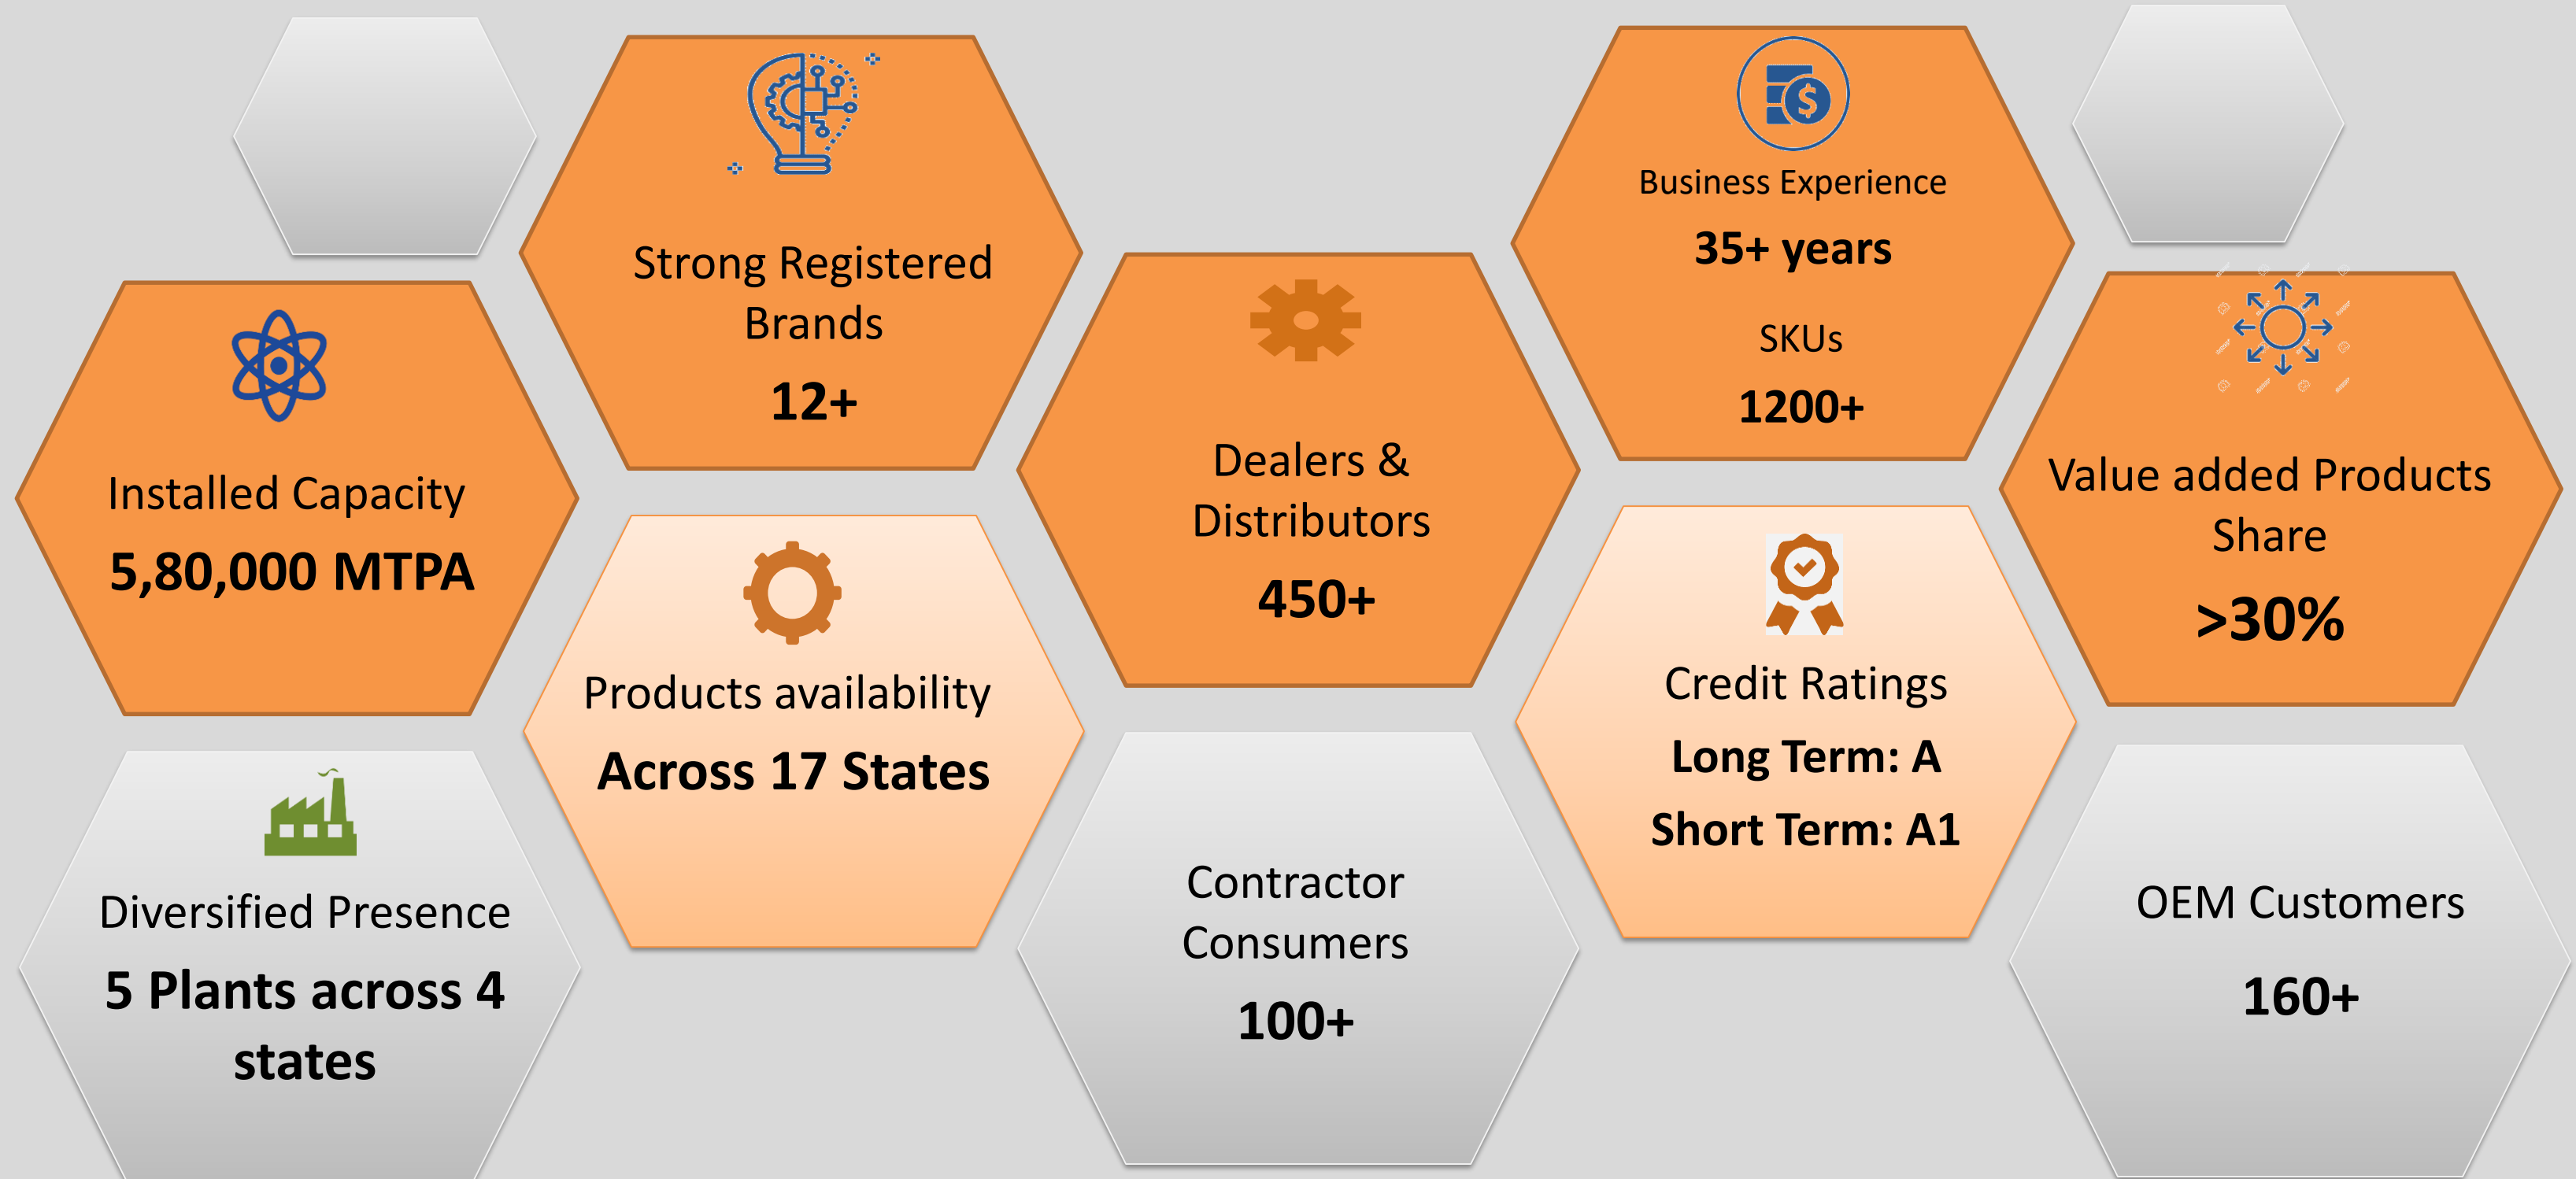 Strong Registered
Brands
12+
Business Experience
35+ years
SKUs
1200+
Installed Capacity
5,80,000 MTPA
Dealers &
Distributors
450+
Value added Products
Share
>30%
Products availability
Across 17 States
Credit Ratings
Long Term: A
Short Term: A1
Diversified Presence
5 Plants across 4
states
Contractor
Consumers
100+
OEM Customers
160+